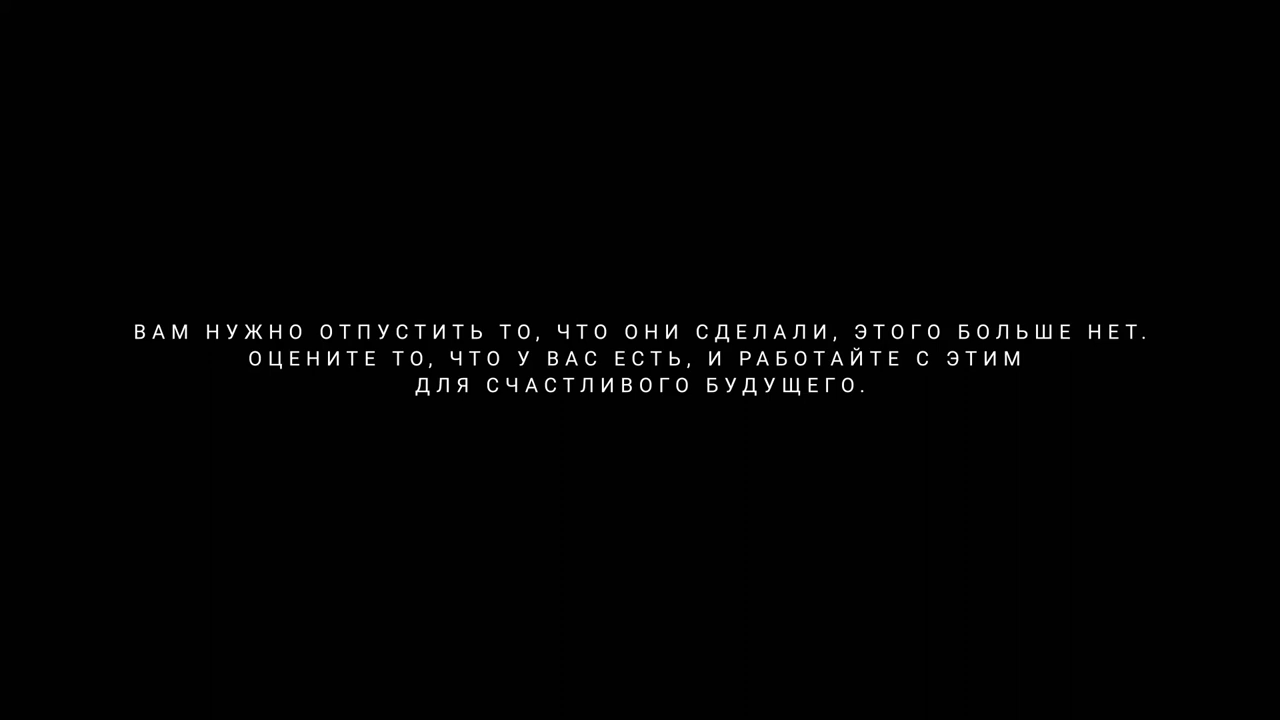 ВАМ НУЖНО ОТПУСТИТЬ ТО, ЧТО ОНИ СДЕЛАЛИ, ЭТОГО БОЛЬШЕ НЕТ.
ОЦЕНИТЕ ТО, ЧТО У ВАС ЕСТЬ, И РАБОТАЙТЕ С ЭТИМ
ДЛЯ СЧАСТЛИВОГО БУДУЩЕГО.